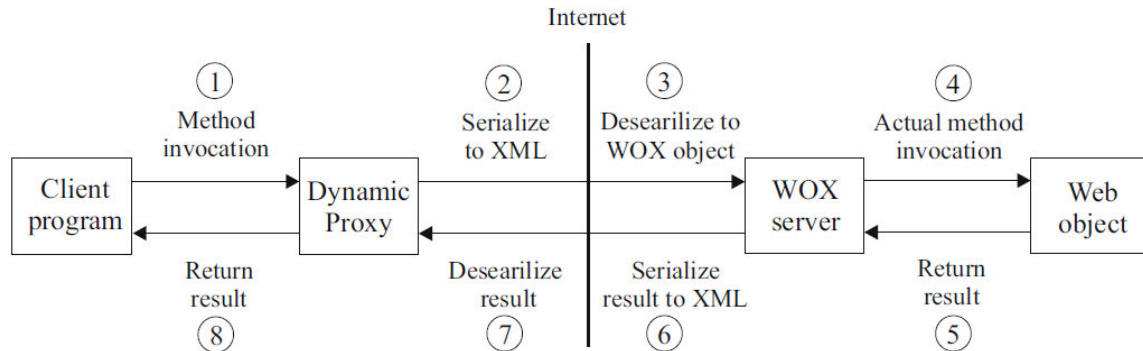 Internet
1
2
3
4
Method
invocation
Serialize
to XML
Desearilize to
WOX object
Actual method
invocation
Client
program
Dynamic
Proxy
WOX
server
Web
object
Return
result
8
Desearilize
result
7
Serialize
result to XML
6
Return
result
5